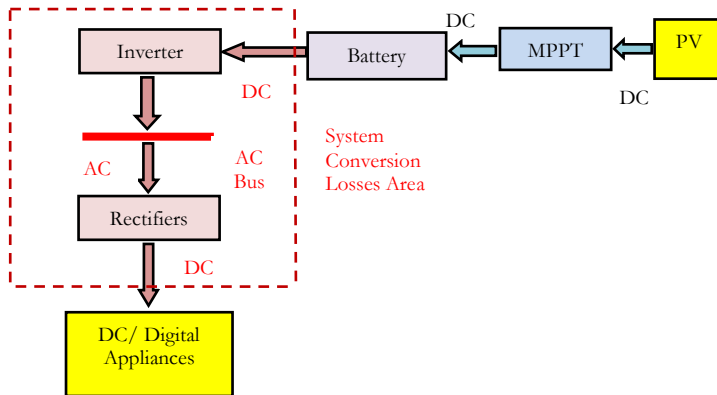 DC
Inverter
Battery
MPPT
PV
DC
DC
AC
AC
Bus
System
Conversion
Losses Area
Rectifiers
DC
DC/ Digital
Appliances